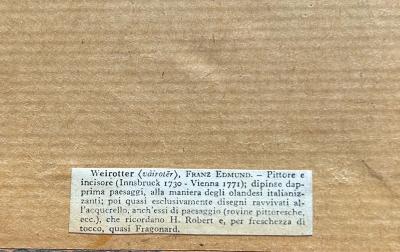 Weirotter (váirotër), FRANZ EDMUND. – Pittore e
incisore (Innsbruck 1730 - Vienna 1771); dipinse dap-
prima paesaggi, alla maniera degli olandesi italianiz-
zanti; poi quasi esclusivamente disegni ravvivati al-
l'acquerello, anch'essi di paesaggio (rovine pittoresche,
ecc.), che ricordano H. Robert e, per freschezza di
tocco, quasi Fragonard.